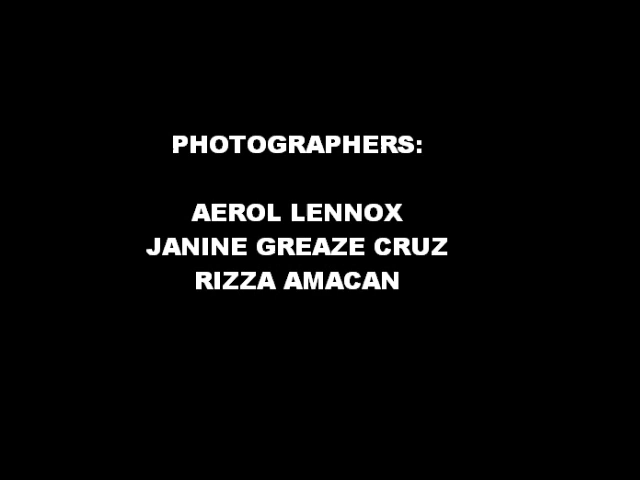 PHOTOGRAPHERS:
AEROL LENNOX
JANINE GREAZE CRUZ
RIZZA AMACAN